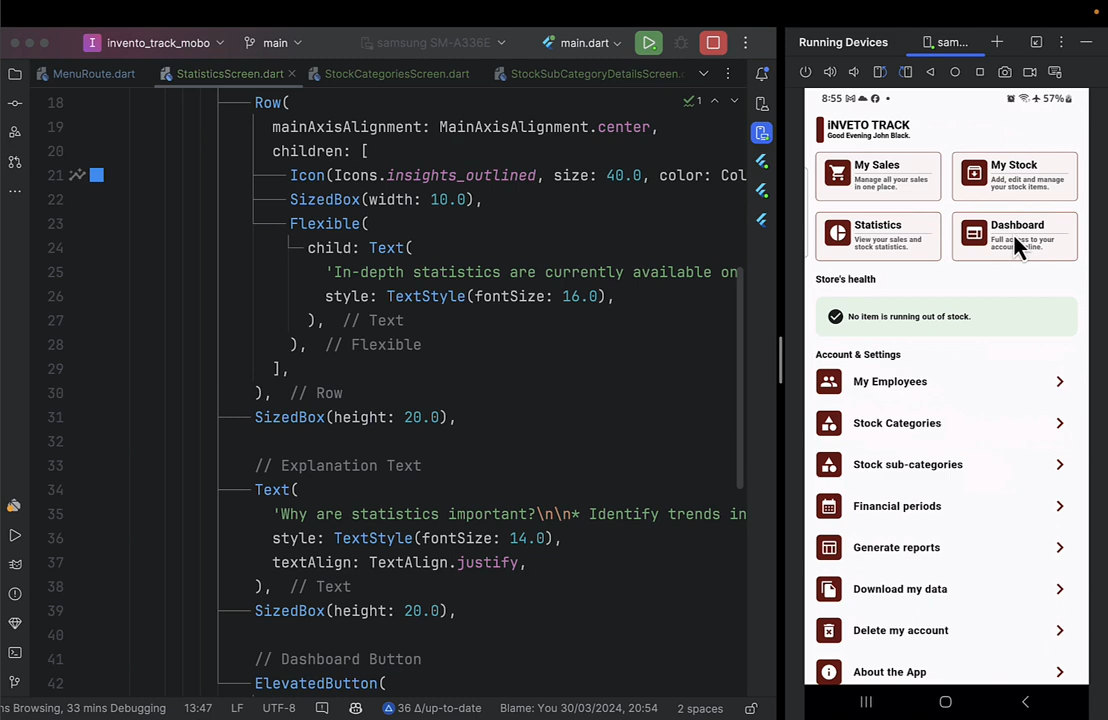 invento_track_mobo
main
samsung SM-A336E
main.dart
Running Devices
sam...
MenuRoute.dart
StatisticsScreen.dart
StockCategoriesScreen.dart
StockSubCategoryDetailsScreen.
18 Row(
19 mainAxisAlignment: MainAxisAlignment.center,
20 children: [
21 Icon(Icons.insights_outlined, size: 40.0, color: Col
22 SizedBox(width: 10.0),
23 Flexible(
24 child: Text(
25 'In-depth statistics are currently available on
26 style: TextStyle(fontSize: 16.0),
27 ), // Text
28 ), // Flexible
29 ],
30 ), // Row
31 SizedBox(height: 20.0),
32
33 // Explanation Text
34 Text(
35 'Why are statistics important?\n\n* Identify trends in
36 style: TextStyle(fontSize: 14.0),
37 textAlign: TextAlign.justify,
38 ), // Text
39 SizedBox(height: 20.0),
40
41 // Dashboard Button
42 ElevatedButton(
1
ns Browsing, 33 mins Debugging
13:47
LF
UTF-8
36 Δ/up-to-date
Blame: You 30/03/2024, 20:54
2 spaces
8:55
57%
iNVETO TRACK
Good Evening John Black.
My Sales
Manage all your sales
in one place.
My Stock
Add, edit and manage
your stock items.
Statistics
View your sales and
stock statistics.
Dashboard
Full access to your
Store's health
No item is running out of stock.
Account & Settings
My Employees
Stock Categories
Stock sub-categories
Financial periods
Generate reports
Download my data
Delete my account
About the App